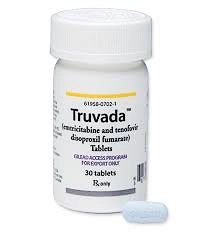 61958-0702-1
Truvada™
(emtricitabine and tenofovir
disoproxil fumarate)
Tablets
GILEAD ACCESS PROGRAM
FOR EXPORT ONLY
30 tablets
Rx only